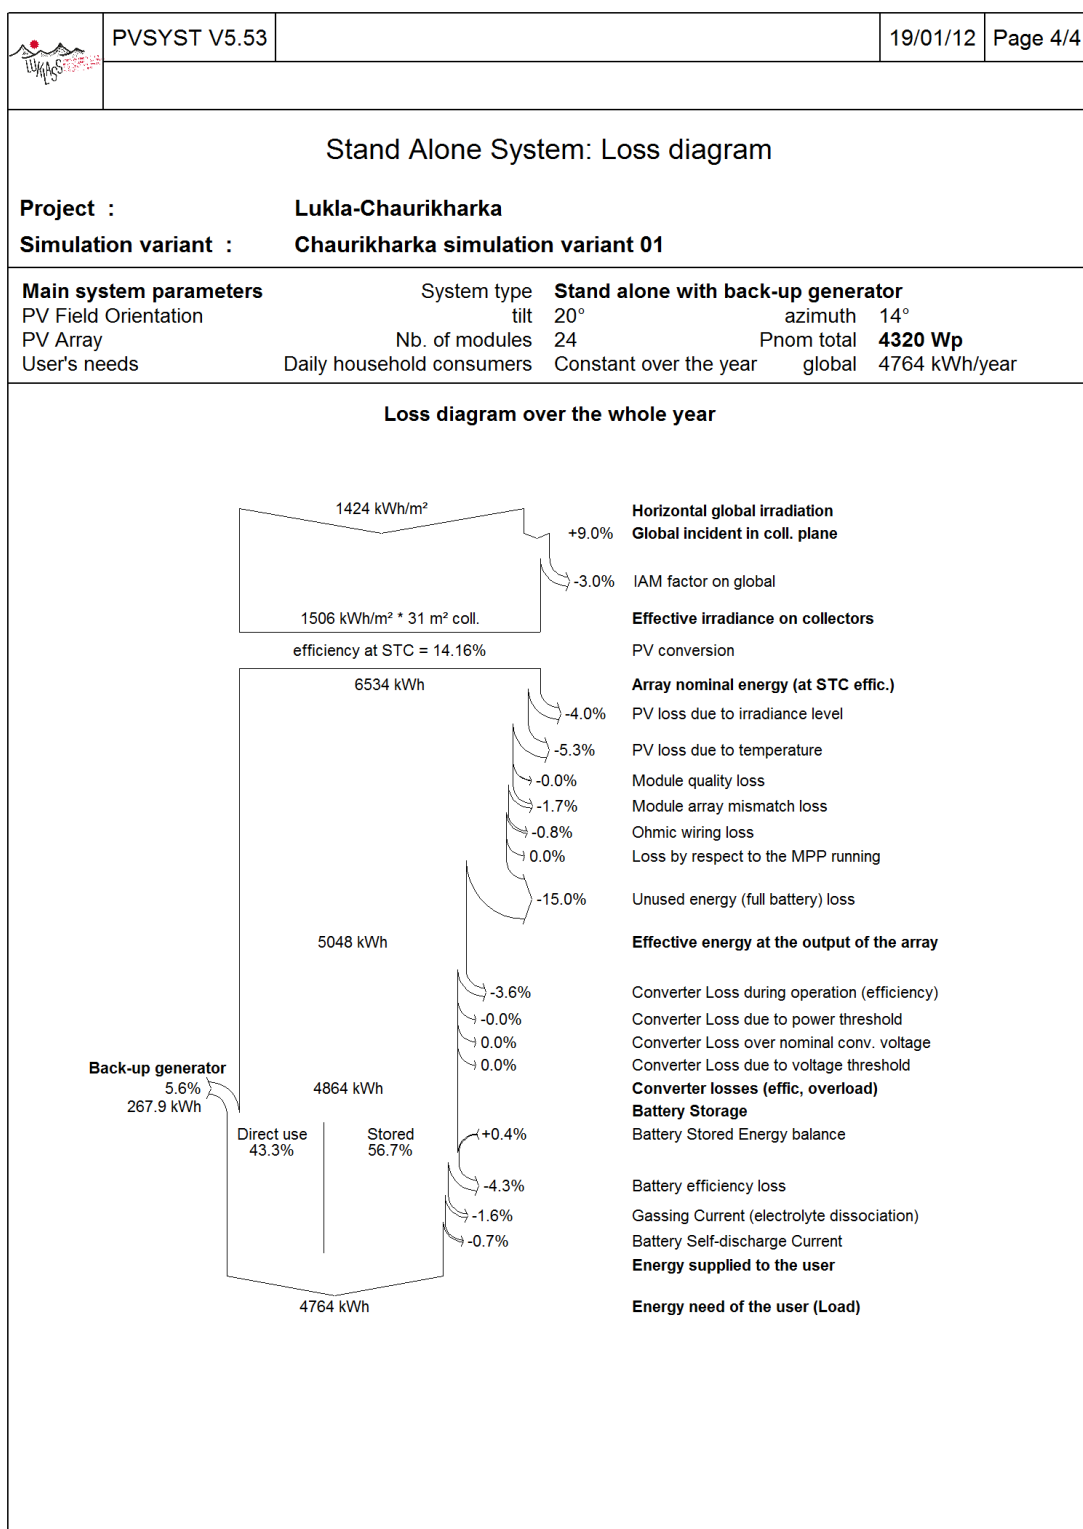 PVSYST V5.53
19/01/12
Page 4/4
LUKLASS
Stand Alone System: Loss diagram
Project :
Lukla-Chaurikharka
Simulation variant :
Chaurikharka simulation variant 01
Main system parameters System type Stand alone with back-up generator
PV Field Orientation tilt 20° azimuth 14°
PV Array Nb. of modules 24 Pnom total 4320 Wp
User's needs Daily household consumers Constant over the year global 4764 kWh/year
Loss diagram over the whole year
1424 kWh/m² Horizontal global irradiation
+9.0% Global incident in coll. plane
-3.0% IAM factor on global
1506 kWh/m² * 31 m² coll. Effective irradiance on collectors
efficiency at STC = 14.16% PV conversion
6534 kWh Array nominal energy (at STC effic.)
-4.0% PV loss due to irradiance level
-5.3% PV loss due to temperature
-0.0% Module quality loss
-1.7% Module array mismatch loss
-0.8% Ohmic wiring loss
0.0% Loss by respect to the MPP running
-15.0% Unused energy (full battery) loss
5048 kWh Effective energy at the output of the array
-3.6% Converter Loss during operation (efficiency)
-0.0% Converter Loss due to power threshold
0.0% Converter Loss over nominal conv. voltage
0.0% Converter Loss due to voltage threshold
Back-up generator
5.6% 4864 kWh Converter losses (effic, overload)
267.9 kWh Battery Storage
Direct use Stored +0.4% Battery Stored Energy balance
43.3% 56.7%
-4.3% Battery efficiency loss
-1.6% Gassing Current (electrolyte dissociation)
-0.7% Battery Self-discharge Current
Energy supplied to the user
4764 kWh Energy need of the user (Load)